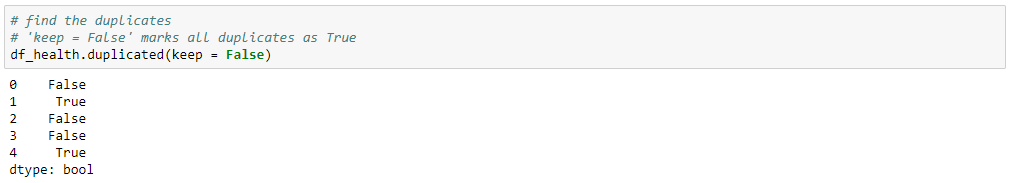 # find the duplicates
# 'keep = False' marks all duplicates as True
df_health.duplicated(keep = False)
0    False
1     True
2    False
3    False
4     True
dtype: bool